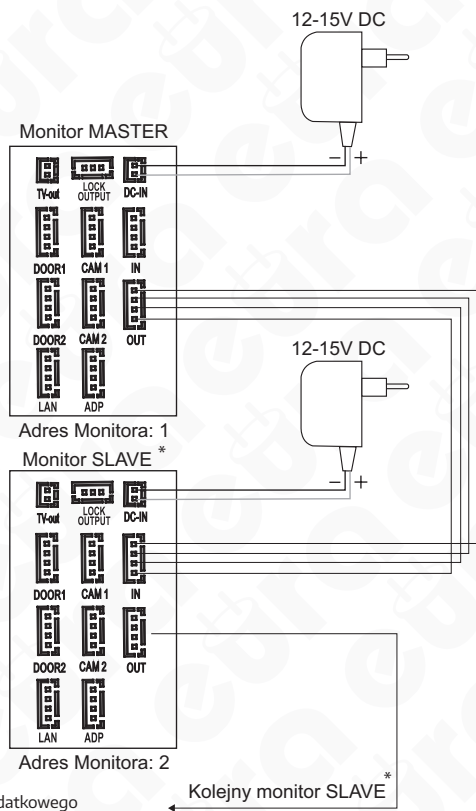 12-15V DC
Monitor MASTER
– +
TV-out LOCK OUTPUT DC-IN
DOOR1 CAM 1 IN
DOOR2 CAM 2 OUT
LAN ADP
Adres Monitora: 1
12-15V DC
Monitor SLAVE *
– +
TV-out LOCK OUTPUT DC-IN
DOOR1 CAM 1 IN
DOOR2 CAM 2 OUT
LAN ADP
Adres Monitora: 2
Kolejny monitor SLAVE *
datkowego
eura